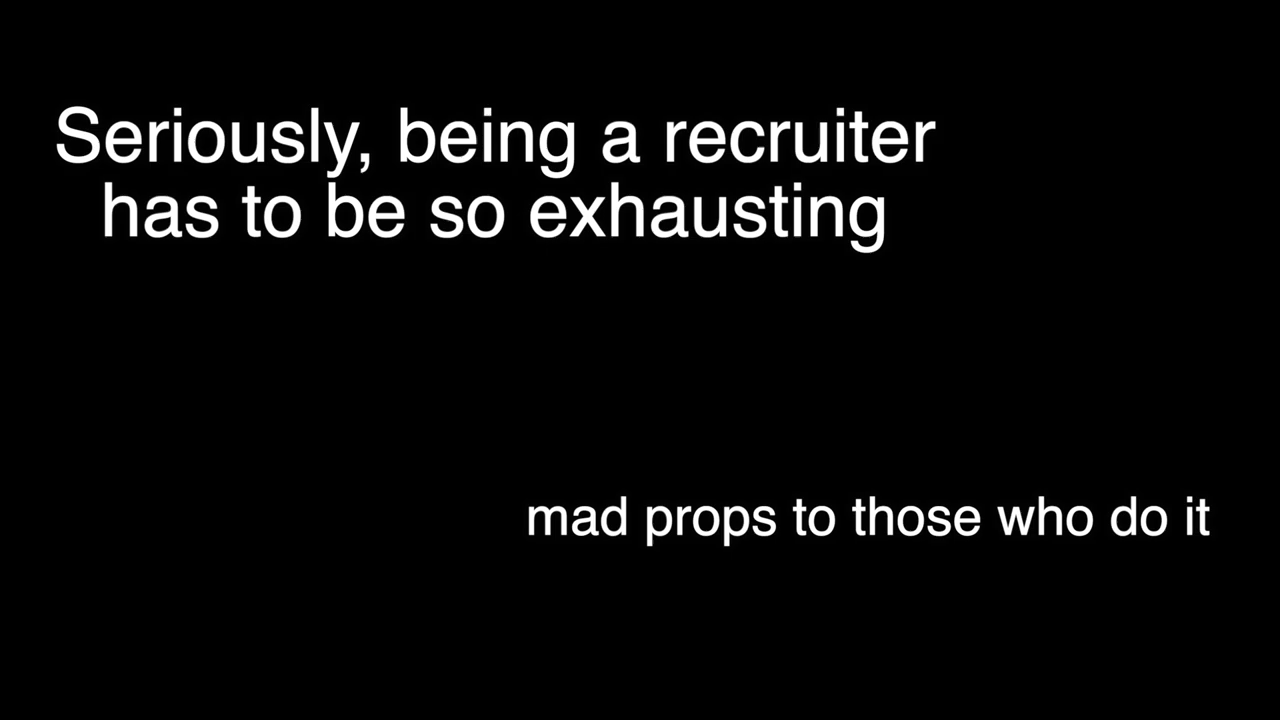 Seriously, being a recruiter
has to be so exhausting
mad props to those who do it